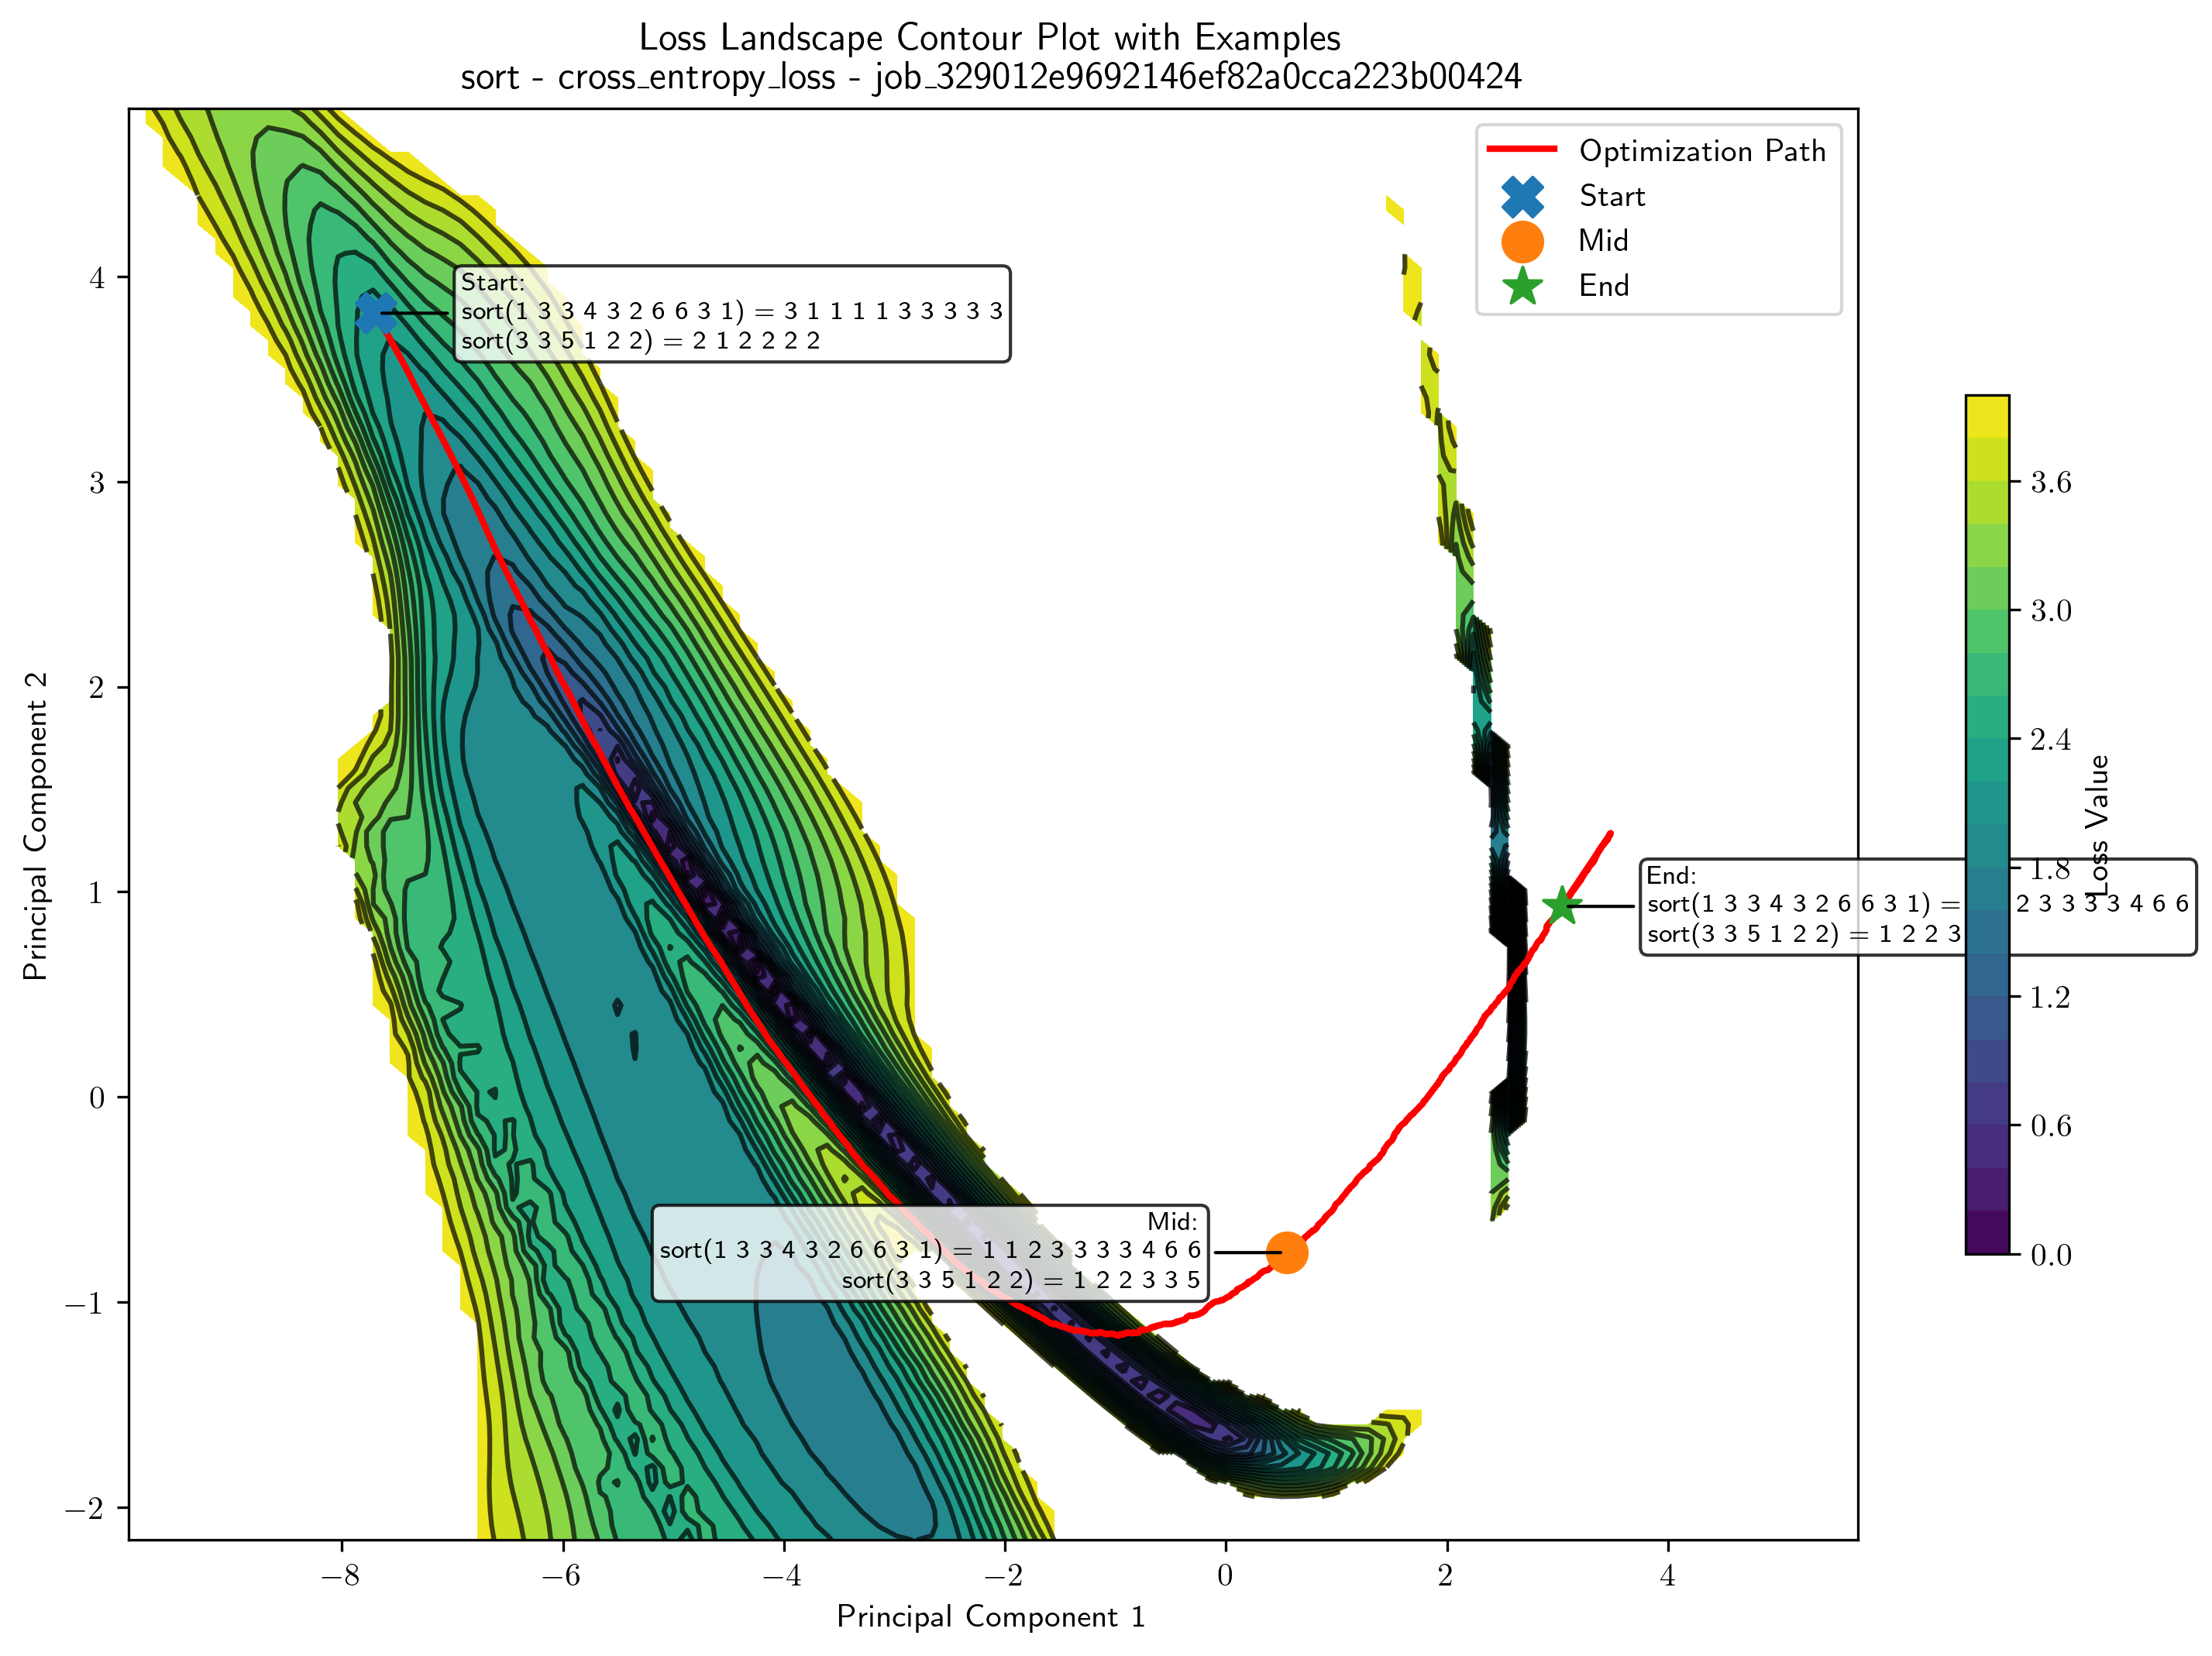 Loss Landscape Contour Plot with Examples
sort - cross_entropy_loss - job_329012e9692146ef82a0cca223b00424
Optimization Path
Start
Mid
End
Start:
sort(1 3 3 4 3 2 6 6 3 1) = 3 1 1 1 1 3 3 3 3 3
sort(3 3 5 1 2 2) = 2 1 2 2 2 2
Mid:
sort(1 3 3 4 3 2 6 6 3 1) = 1 1 2 3 3 3 3 4 6 6
sort(3 3 5 1 2 2) = 1 2 2 3 3 5
End:
sort(1 3 3 4 3 2 6 6 3 1) = 2 3 3 3 3 4 6 6
sort(3 3 5 1 2 2) = 1 2 2 3
4
3
2
1
0
−1
−2
Principal Component 2
−8
−6
−4
−2
0
2
4
Principal Component 1
3.6
3.0
2.4
1.8
1.2
0.6
0.0
Loss Value